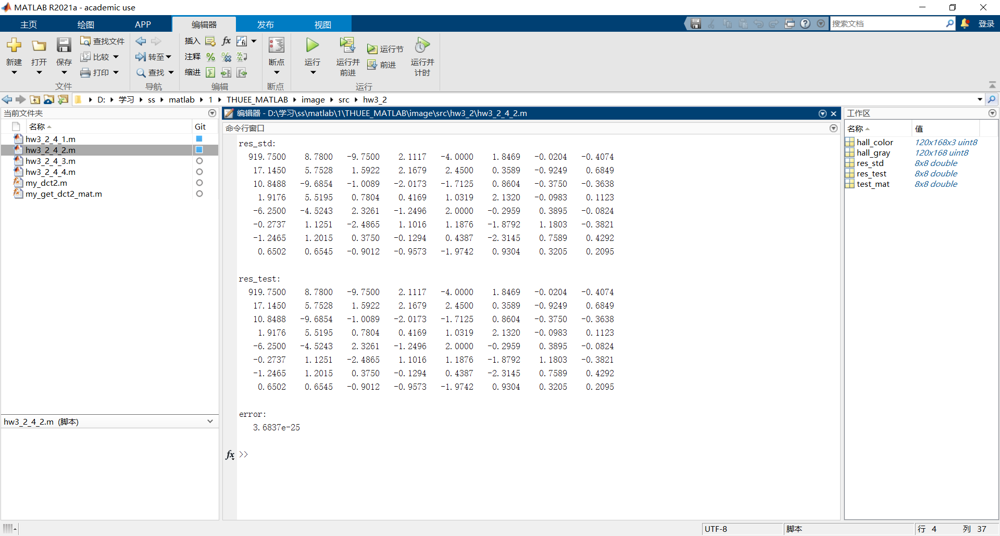 MATLAB R2021a - academic use
主页 绘图 APP 编辑器 发布 视图 搜索文档 登录
新建 打开 保存 查找文件 比较 打印 转至 查找 插入 注释 缩进 断点 运行 运行并前进 运行节 前进 运行并计时
文件 导航 编辑 断点 运行
D: 学习 ss matlab 1 THUEE_MATLAB image src hw3_2
当前文件夹
名称 Git
hw3_2_4_1.m
hw3_2_4_2.m
hw3_2_4_3.m
hw3_2_4_4.m
my_dct2.m
my_get_dct2_mat.m
hw3_2_4_2.m (脚本)
编辑器 - D:\学习\ss\matlab\1\THUEE_MATLAB\image\src\hw3_2\hw3_2_4_2.m
命令行窗口
res_std:
919.7500 8.7800 -9.7500 2.1117 -4.0000 1.8469 -0.0204 -0.4074
17.1450 5.7528 1.5922 2.1679 2.4500 0.3589 -0.9249 0.6849
10.8488 -9.6854 -1.0089 -2.0173 -1.7125 0.8604 -0.3750 -0.3638
1.9176 5.5195 0.7804 0.4169 1.0319 2.1320 -0.0983 0.1123
-6.2500 -4.5243 2.3261 -1.2496 2.0000 -0.2959 0.3895 -0.0824
-0.2737 1.1251 -2.4865 1.1016 1.1876 -1.8792 1.1803 -0.3821
-1.2465 1.2015 0.3750 -0.1294 0.4387 -2.3145 0.7589 0.4292
0.6502 0.6545 -0.9012 -0.9573 -1.9742 0.9304 0.3205 0.2095
res_test:
919.7500 8.7800 -9.7500 2.1117 -4.0000 1.8469 -0.0204 -0.4074
17.1450 5.7528 1.5922 2.1679 2.4500 0.3589 -0.9249 0.6849
10.8488 -9.6854 -1.0089 -2.0173 -1.7125 0.8604 -0.3750 -0.3638
1.9176 5.5195 0.7804 0.4169 1.0319 2.1320 -0.0983 0.1123
-6.2500 -4.5243 2.3261 -1.2496 2.0000 -0.2959 0.3895 -0.0824
-0.2737 1.1251 -2.4865 1.1016 1.1876 -1.8792 1.1803 -0.3821
-1.2465 1.2015 0.3750 -0.1294 0.4387 -2.3145 0.7589 0.4292
0.6502 0.6545 -0.9012 -0.9573 -1.9742 0.9304 0.3205 0.2095
error:
3.6837e-25
fx >>
工作区
名称 值
hall_color 120x168x3 uint8
hall_gray 120x168 uint8
res_std 8x8 double
res_test 8x8 double
test_mat 8x8 double
UTF-8 脚本 行 4 列 37